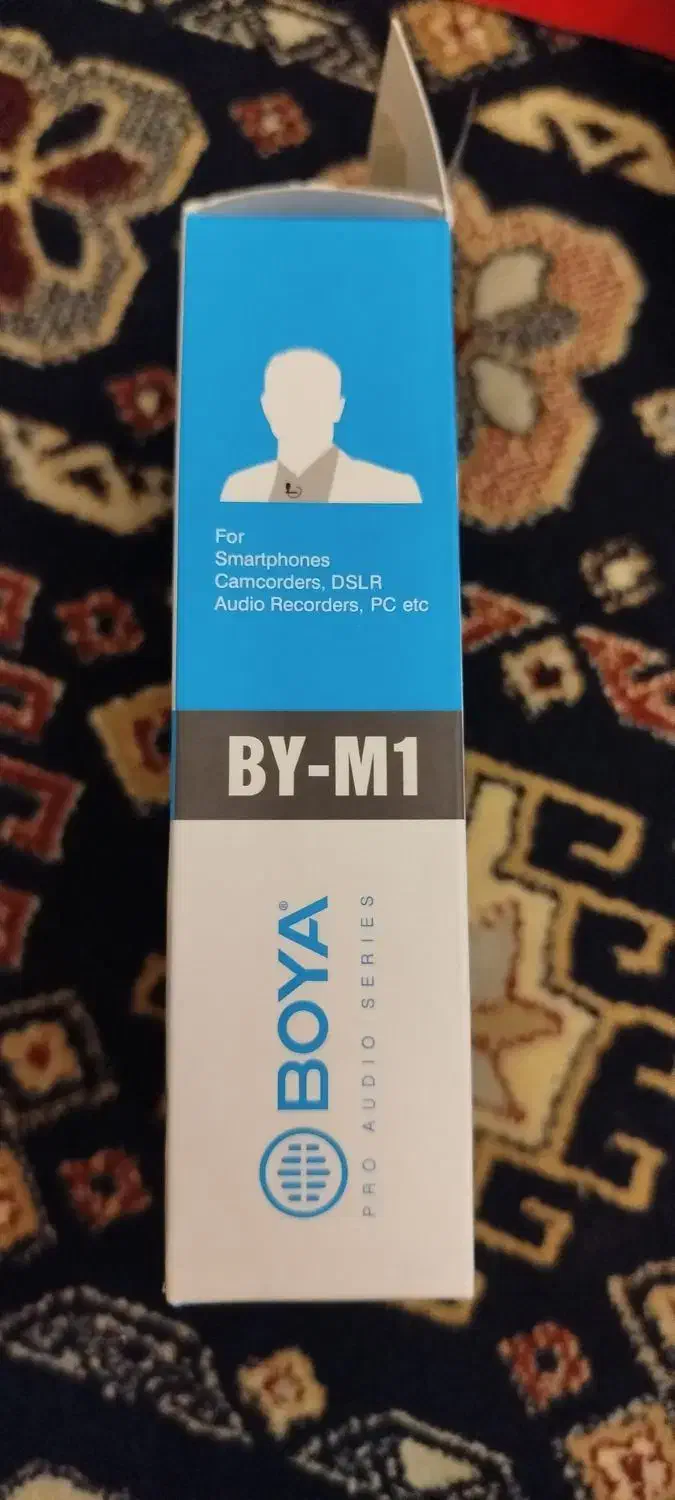 For
Smartphones
Camcorders, DSLR
Audio Recorders, PC etc
BY-M1
BOYA®
PRO AUDIO SERIES